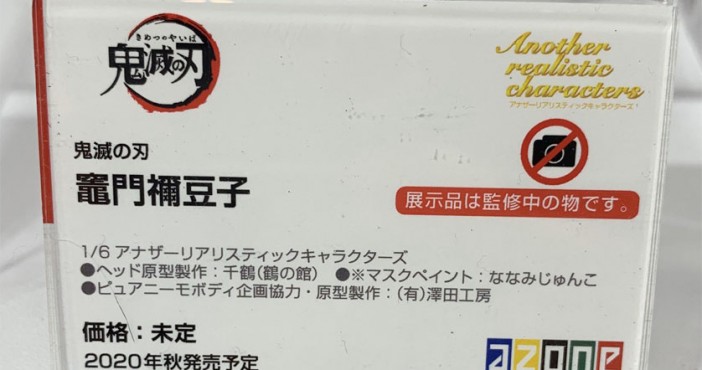 きめつのやいば
鬼滅の刃
Another
realistic
characters
アナザーリアリスティックキャラクターズ
鬼滅の刃
竈門禰豆子
展示品は監修中の物です。
1/6 アナザーリアリスティックキャラクターズ
●ヘッド原型製作：千鶴(鶴の館) ●※マスクペイント：ななみじゅんこ
●ピュアニーモボディ企画協力・原型製作：(有)澤田工房
価格：未定
2020年秋発売予定
azone